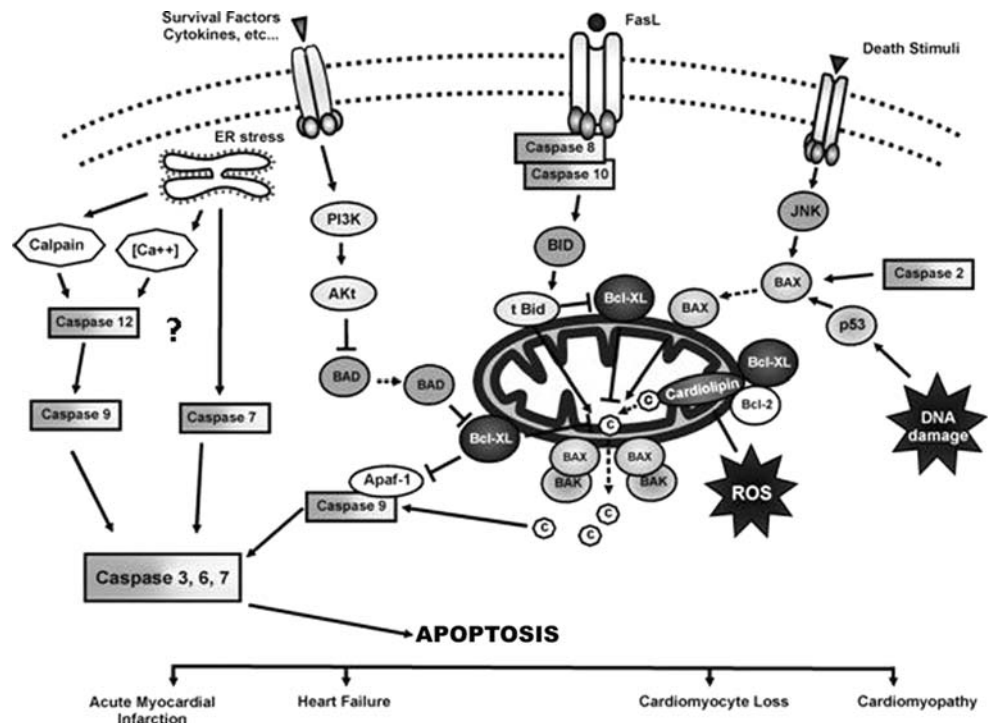 Survival Factors
Cytokines, etc...
FasL
Death Stimuli
ER stress
Caspase 8
Caspase 10
PI3K
JNK
Calpain
[Ca++]
BID
BAX
Caspase 2
AKt
t Bid
Bcl-XL
BAX
p53
Caspase 12
?
BAD
BAD
Bcl-XL
Cardiolipin
C
Bcl-2
Caspase 9
Caspase 7
Bcl-XL
C
DNA
damage
BAX
BAX
BAK
BAK
Apaf-1
ROS
Caspase 9
C
C
C
Caspase 3, 6, 7
APOPTOSIS
Acute Myocardial
Infarction
Heart Failure
Cardiomyocyte Loss
Cardiomyopathy